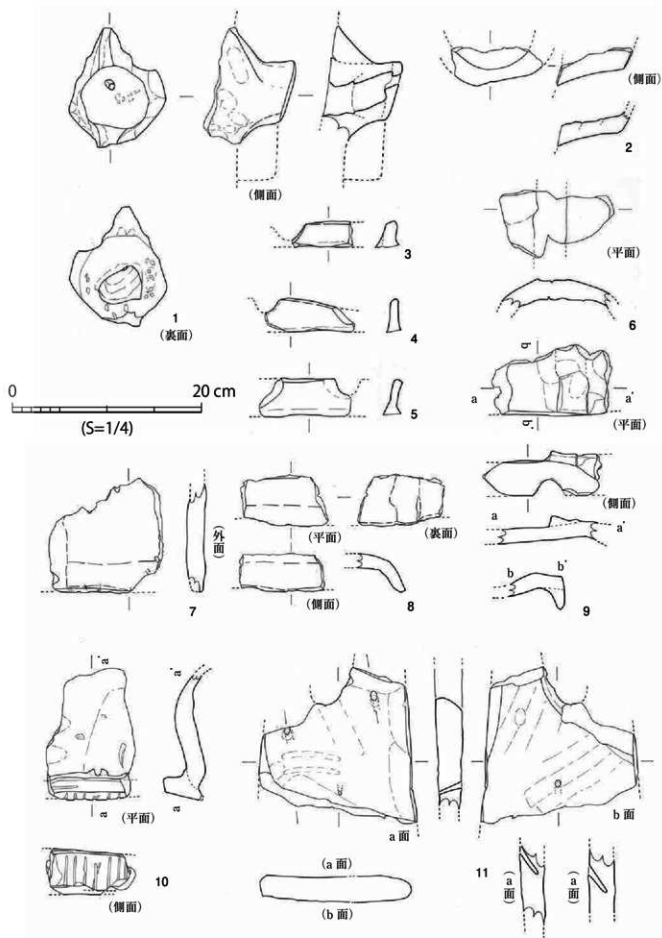 (側面)
(側面)
2
1
(裏面)
3
4
5
(平面)
6
b
a a'
b'
(平面)
0 20 cm
(S=1/4)
(外面)
7
(平面)
(裏面)
(側面)
8
(側面)
a a'
b b'
9
a'
a
(平面)
a'
a
(側面)
10
a 面
b 面
(a 面)
(b 面)
11
(a面)
(a面)